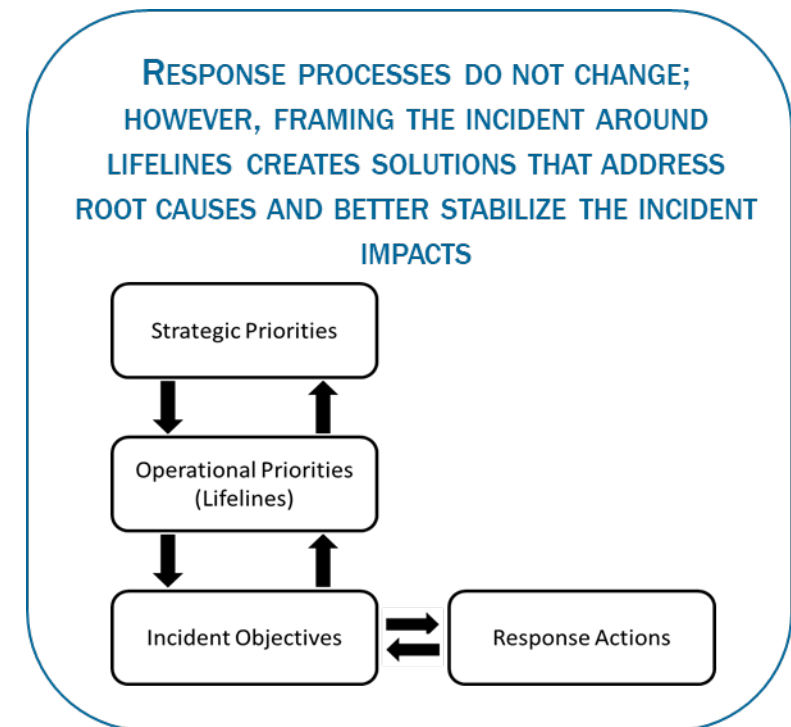 RESPONSE PROCESSES DO NOT CHANGE;
HOWEVER, FRAMING THE INCIDENT AROUND
LIFELINES CREATES SOLUTIONS THAT ADDRESS
ROOT CAUSES AND BETTER STABILIZE THE INCIDENT
IMPACTS
Strategic Priorities
Operational Priorities
(Lifelines)
Incident Objectives
Response Actions